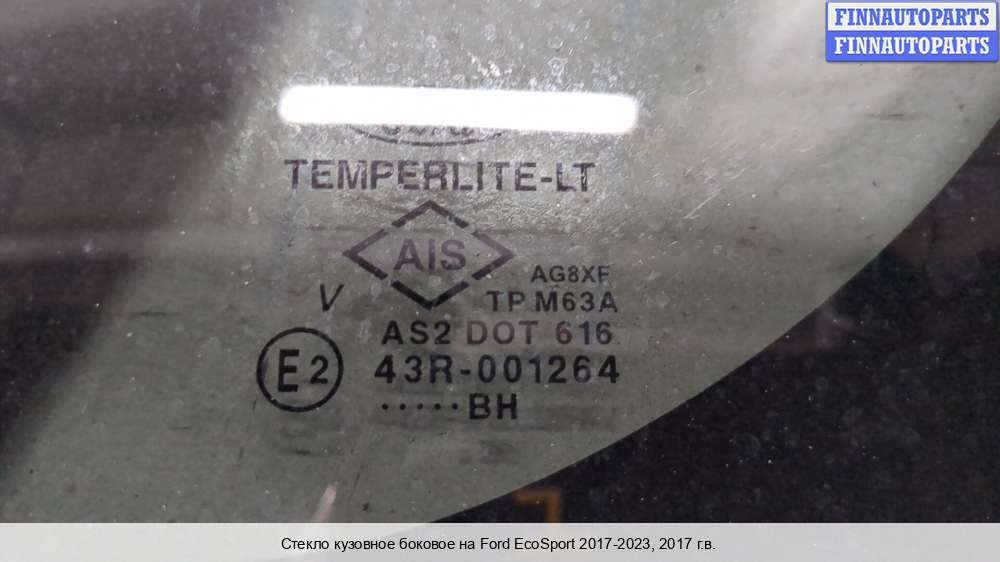 FINNAUTOPARTS
FINNAUTOPARTS
TEMPERLITE-LT
AIS
AG8XF
V TP M63A
AS2 DOT 616
E2 43R-001264
·····BH
Стекло кузовное боковое на Ford EcoSport 2017-2023, 2017 г.в.